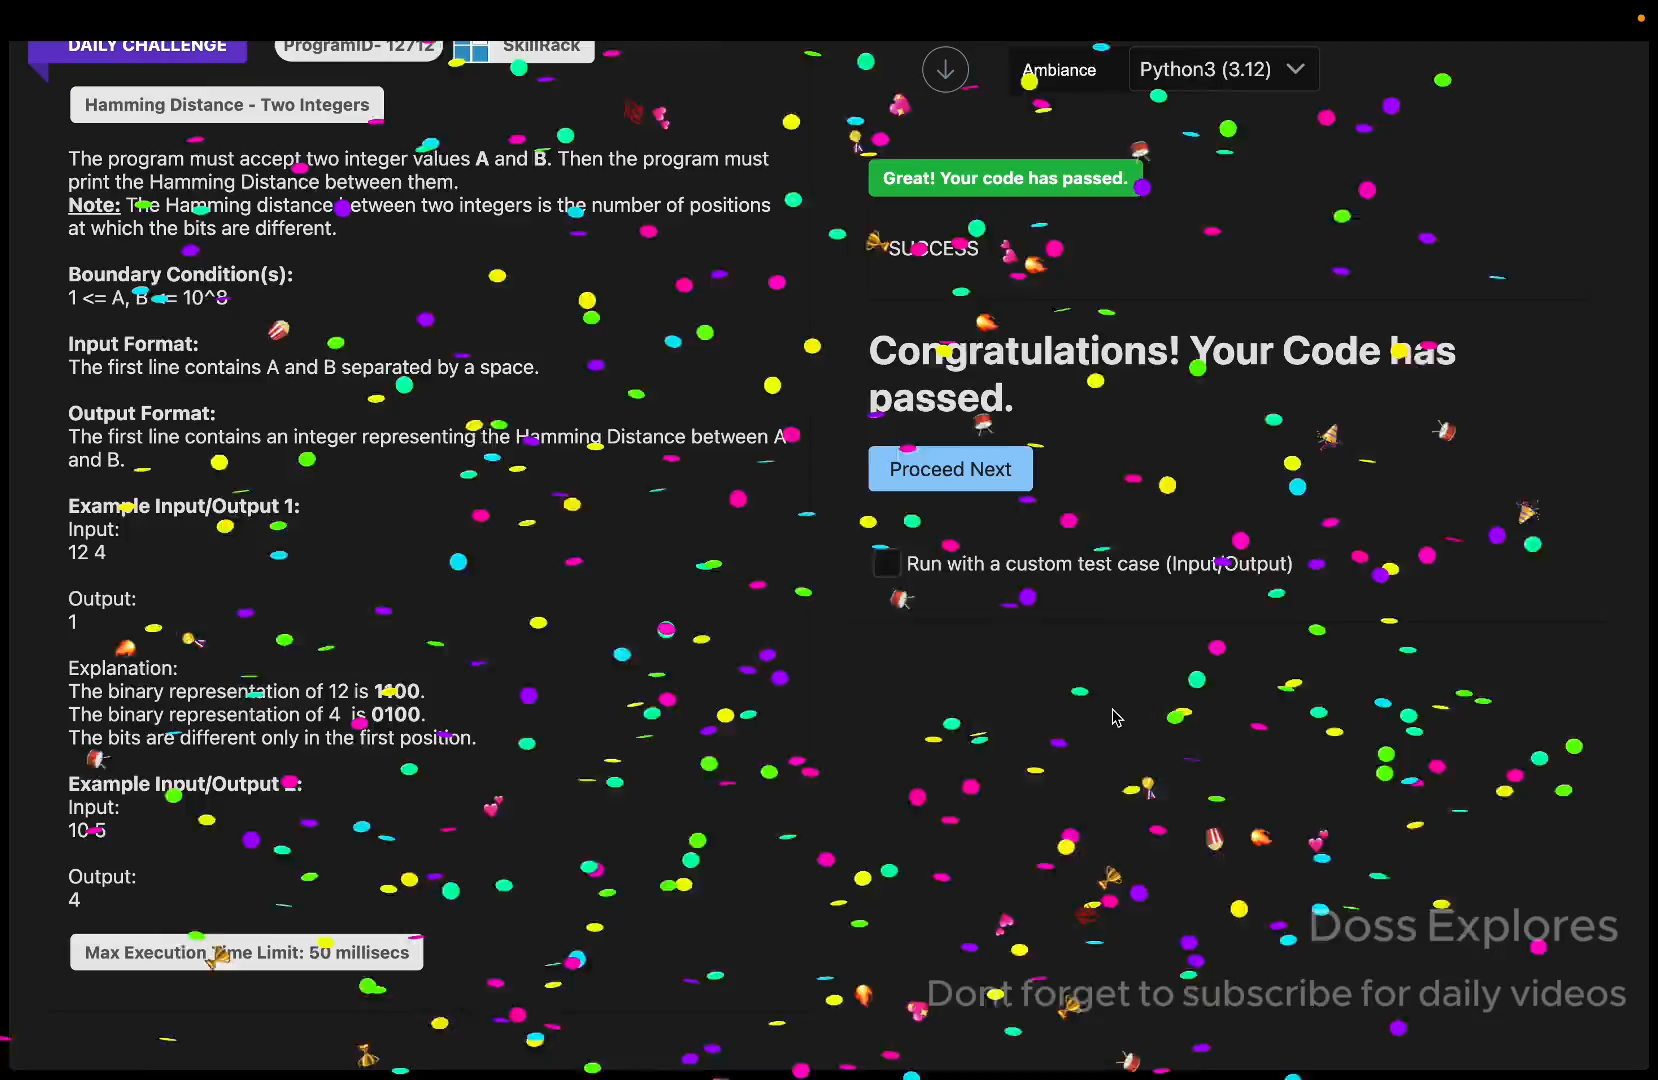 DAILY CHALLENGE
ProgramID- 12712
SkillRack
Ambiance
Python3 (3.12)
Hamming Distance - Two Integers
The program must accept two integer values A and B. Then the program must
print the Hamming Distance between them.
Note: The Hamming distance between two integers is the number of positions
at which the bits are different.
Boundary Condition(s):
1 <= A, B <= 10^8
Input Format:
The first line contains A and B separated by a space.
Output Format:
The first line contains an integer representing the Hamming Distance between A
and B.
Example Input/Output 1:
Input:
12 4
Output:
1
Explanation:
The binary representation of 12 is 1100.
The binary representation of 4 is 0100.
The bits are different only in the first position.
Example Input/Output 2:
Input:
10 5
Output:
4
Max Execution Time Limit: 50 millisecs
Great! Your code has passed.
SUCCESS
Congratulations! Your Code has
passed.
Proceed Next
Run with a custom test case (Input/Output)
Doss Explores
Dont forget to subscribe for daily videos